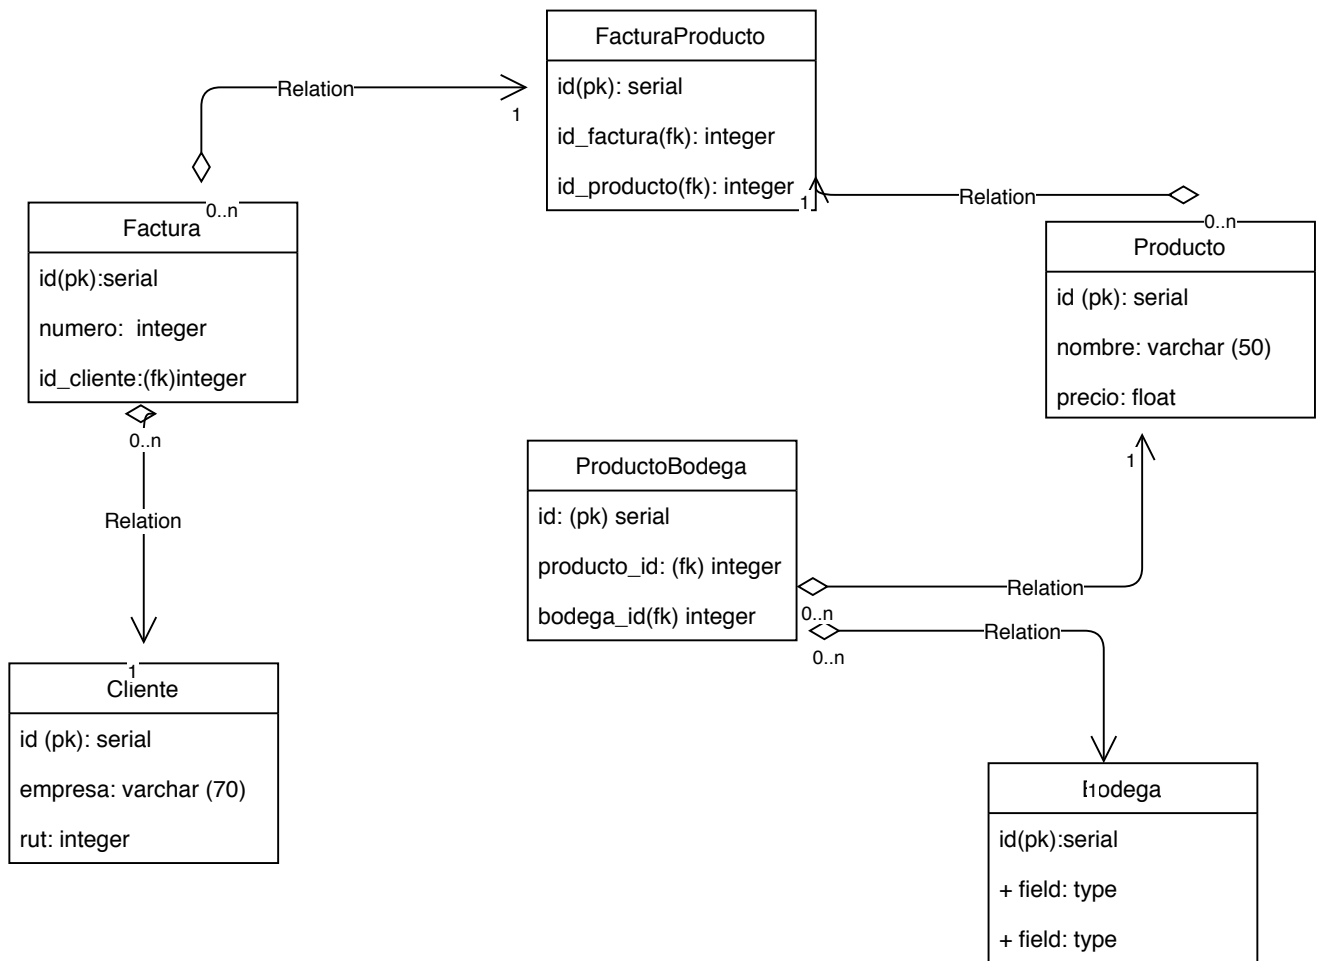 FacturaProducto
id(pk): serial
id_factura(fk): integer
id_producto(fk): integer
Relation
1
0..n
1
Relation
0..n
Factura
id(pk):serial
numero:  integer
id_cliente:(fk)integer
0..n
Relation
1
Producto
id (pk): serial
nombre: varchar (50)
precio: float
1
ProductoBodega
id: (pk) serial
producto_id: (fk) integer
bodega_id(fk) integer
0..n
Relation
0..n
Relation
Cliente
id (pk): serial
empresa: varchar (70)
rut: integer
1
Bodega
id(pk):serial
+ field: type
+ field: type